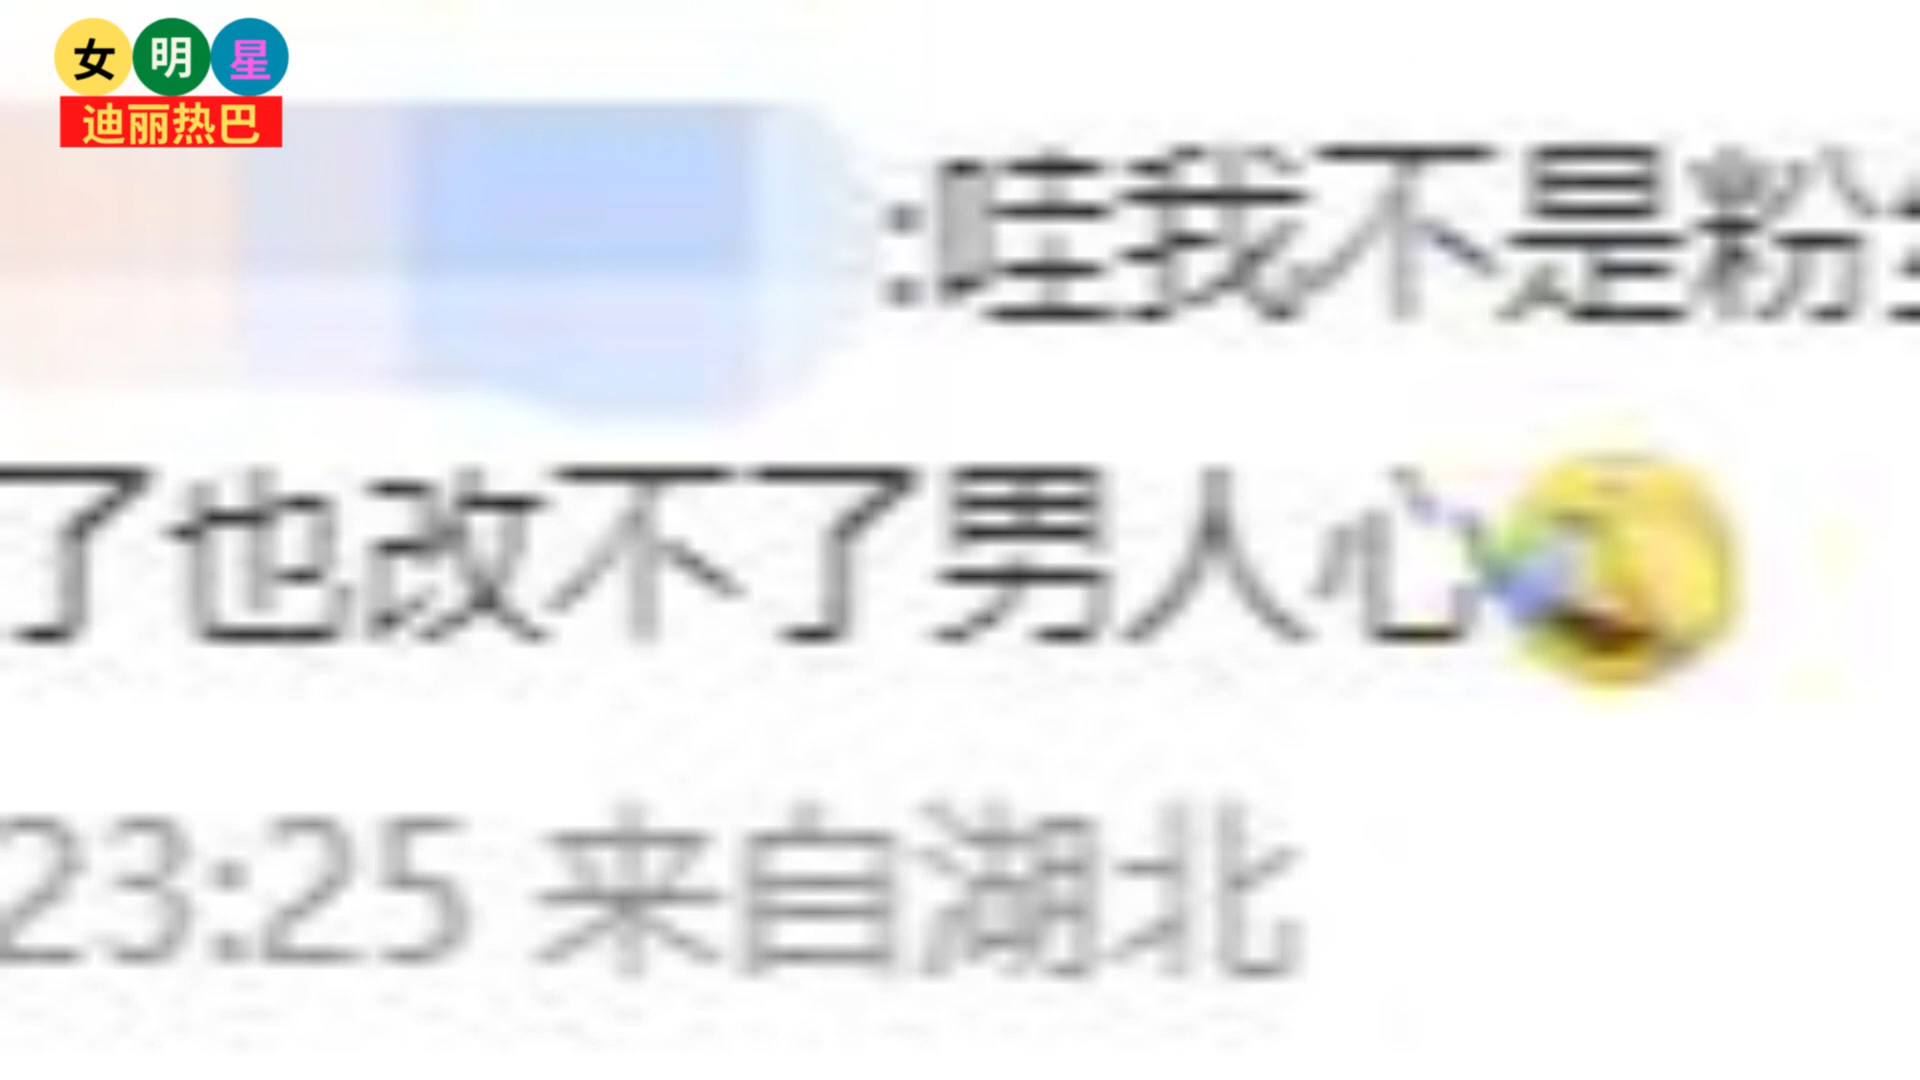 女明星
迪丽热巴
:哇我不是粉
了也改不了男人心
23:25 来自湖北